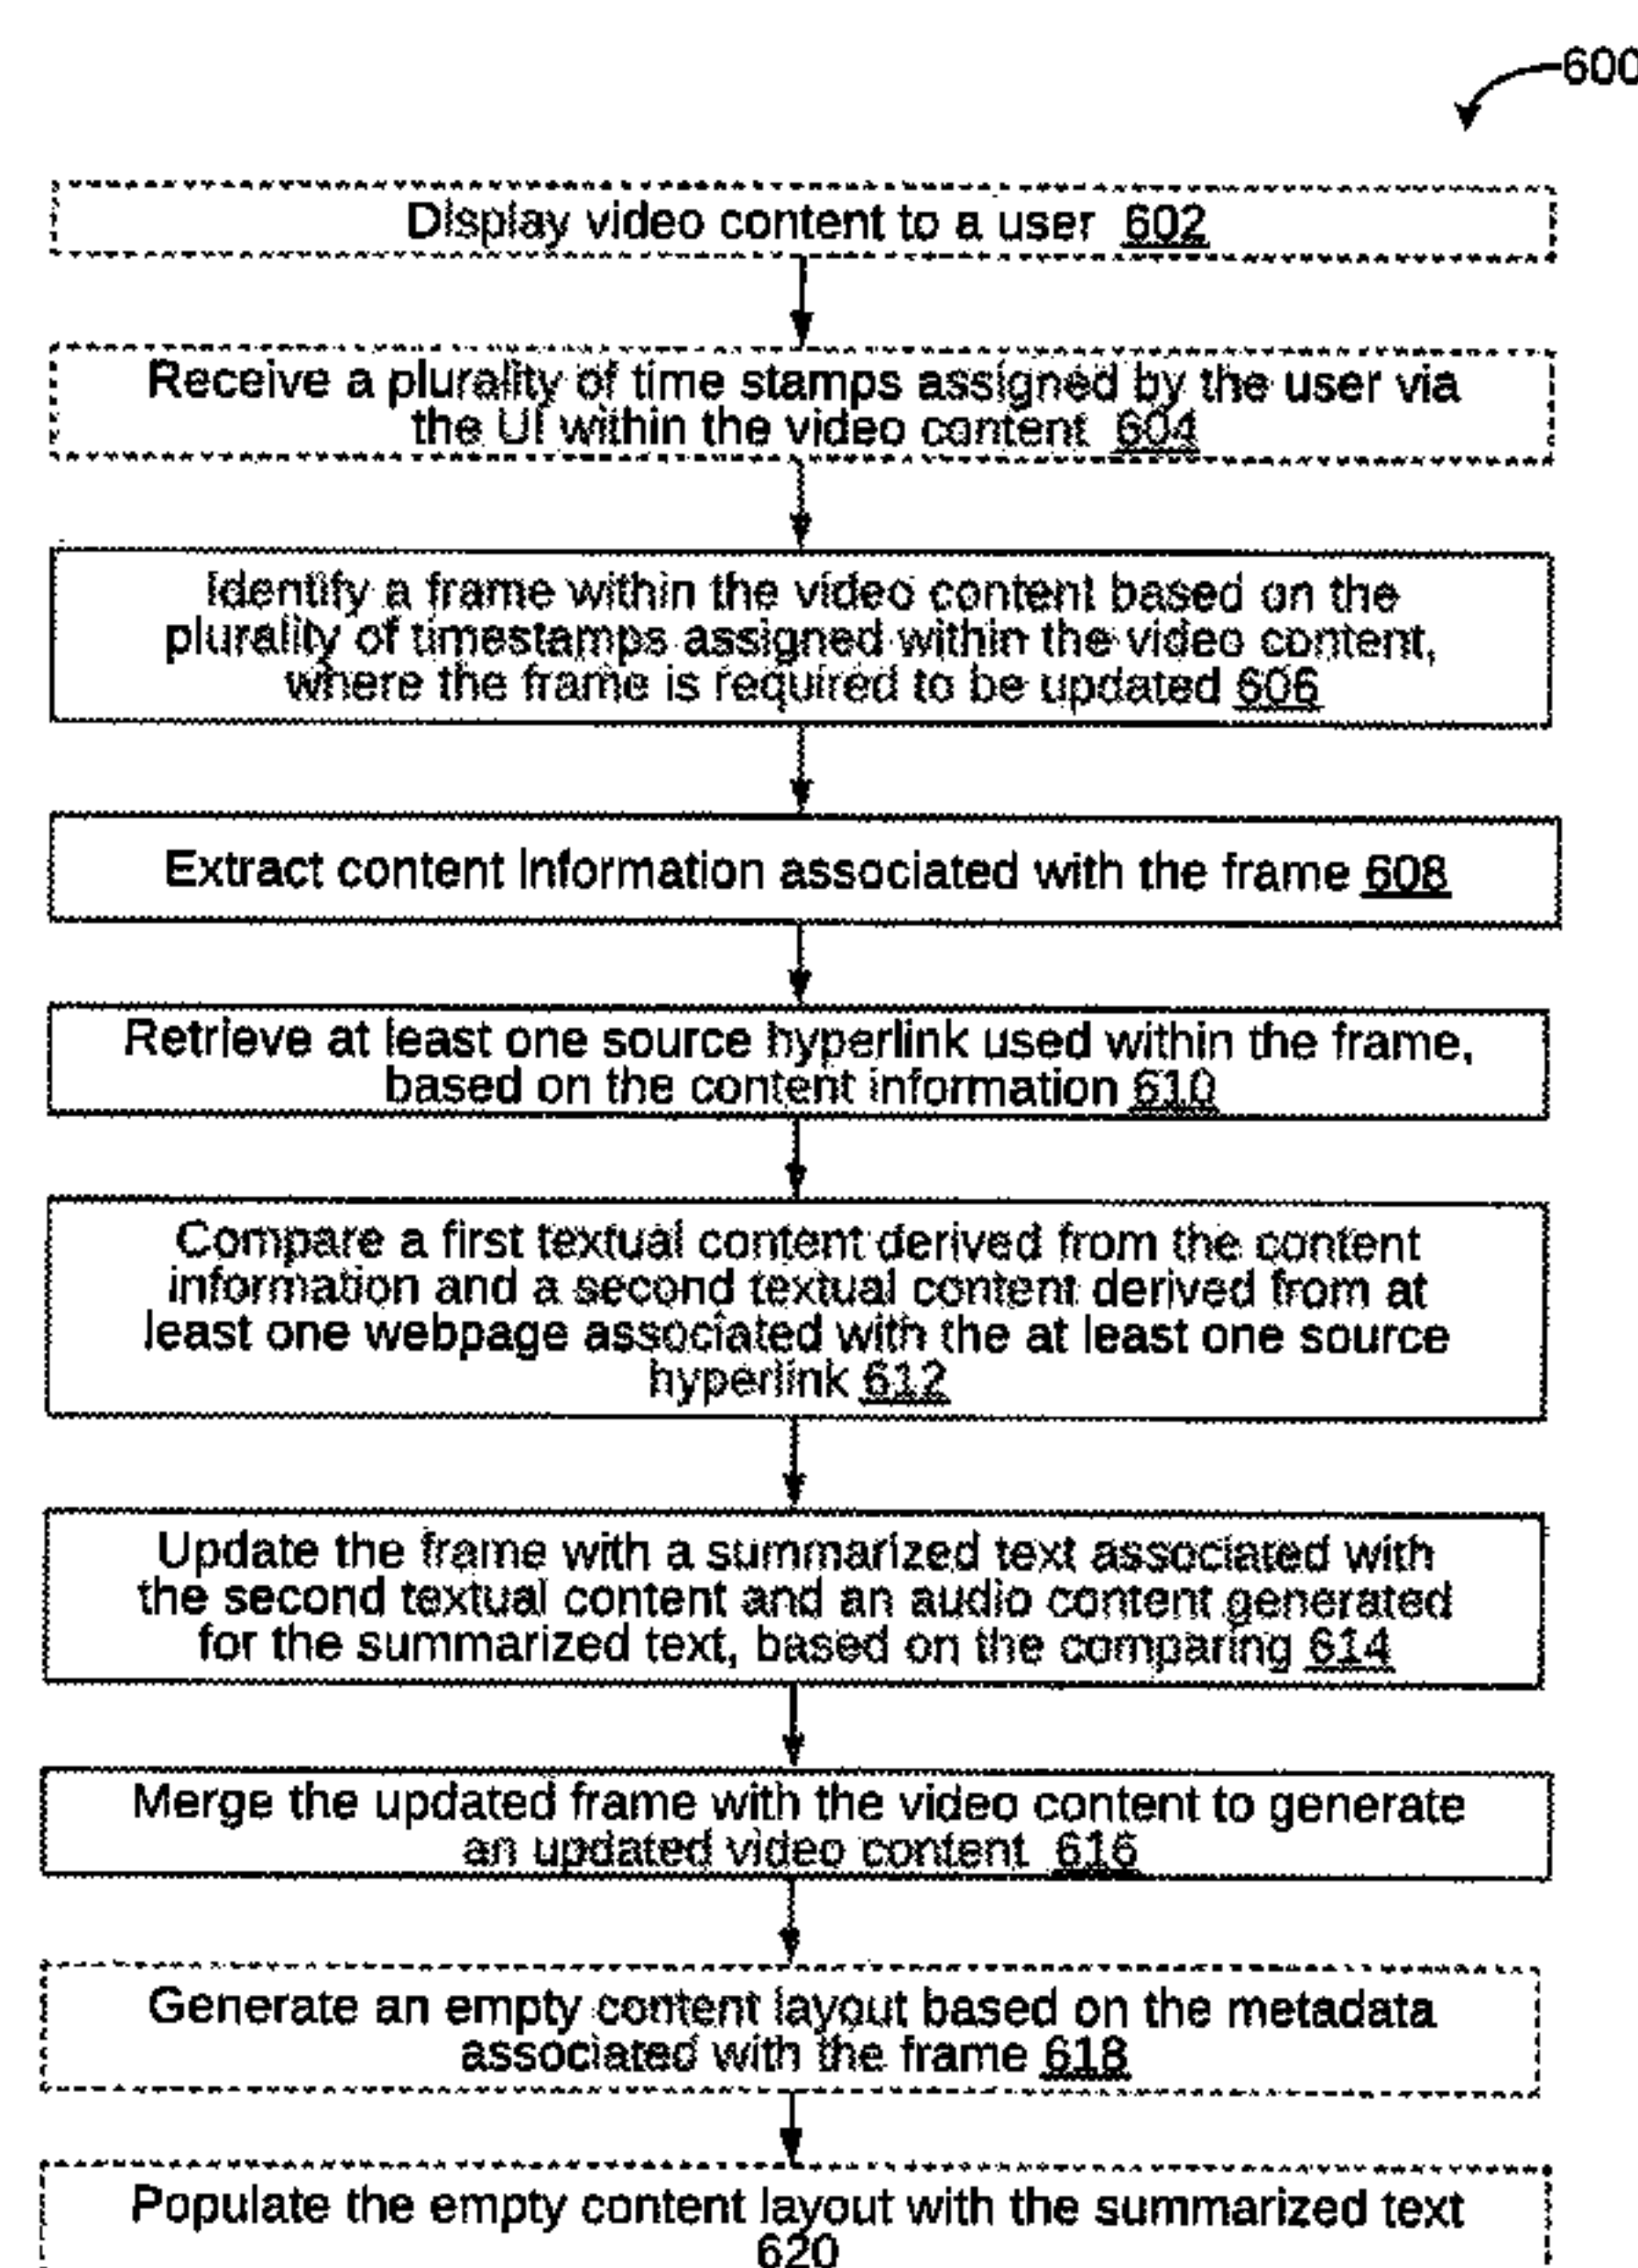 600
Display video content to a user 602
Receive a plurality of time stamps assigned by the user via
the UI within the video content 604
Identify a frame within the video content based on the
plurality of timestamps assigned within the video content,
where the frame is required to be updated 606
Extract content information associated with the frame 608
Retrieve at least one source hyperlink used within the frame,
based on the content information 610
Compare a first textual content derived from the content
information and a second textual content derived from at
least one webpage associated with the at least one source
hyperlink 612
Update the frame with a summarized text associated with
the second textual content and an audio content generated
for the summarized text, based on the comparing 614
Merge the updated frame with the video content to generate
an updated video content 616
Generate an empty content layout based on the metadata
associated with the frame 618
Populate the empty content layout with the summarized text
620